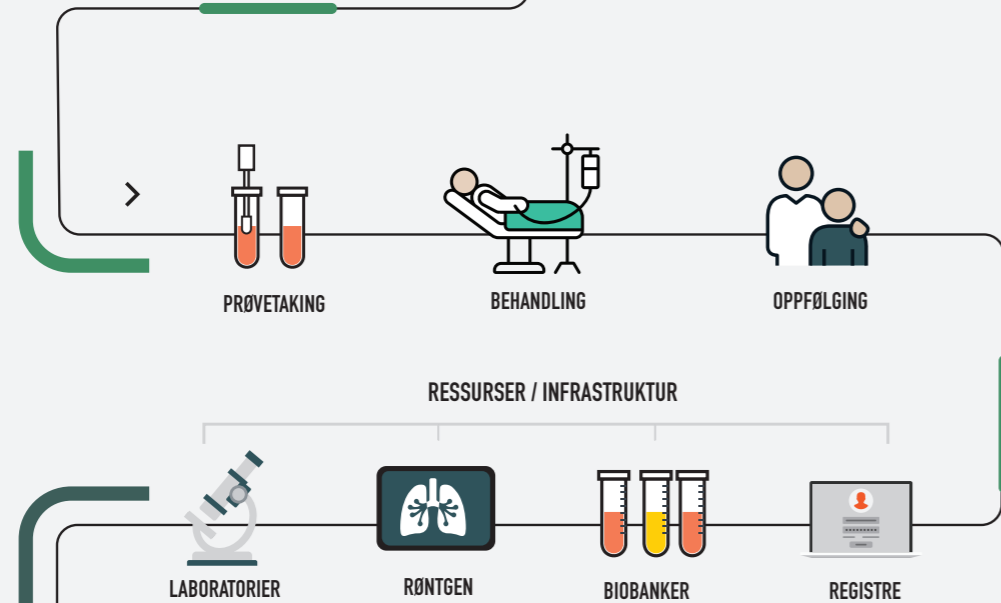 PRØVETAKING
BEHANDLING
OPPFØLGING
RESSURSER / INFRASTRUKTUR
LABORATORIER
RØNTGEN
BIOBANKER
REGISTRE